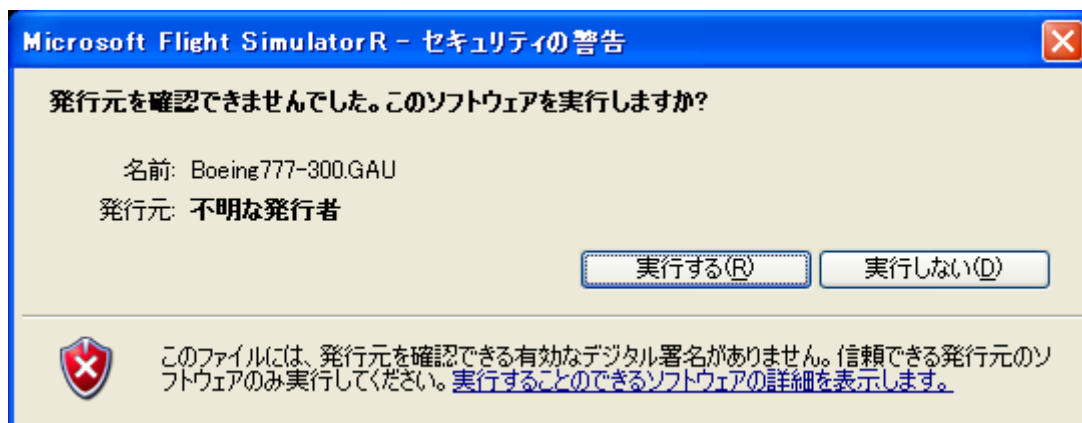 Microsoft Flight SimulatorR - セキュリティの警告
発行元を確認できませんでした。このソフトウェアを実行しますか?
名前: Boeing777-300.GAU
発行元: 不明な発行者
実行する(R) 実行しない(D)
このファイルには、発行元を確認できる有効なデジタル署名がありません。信頼できる発行元のソ
フトウェアのみ実行してください。実行することのできるソフトウェアの詳細を表示します。